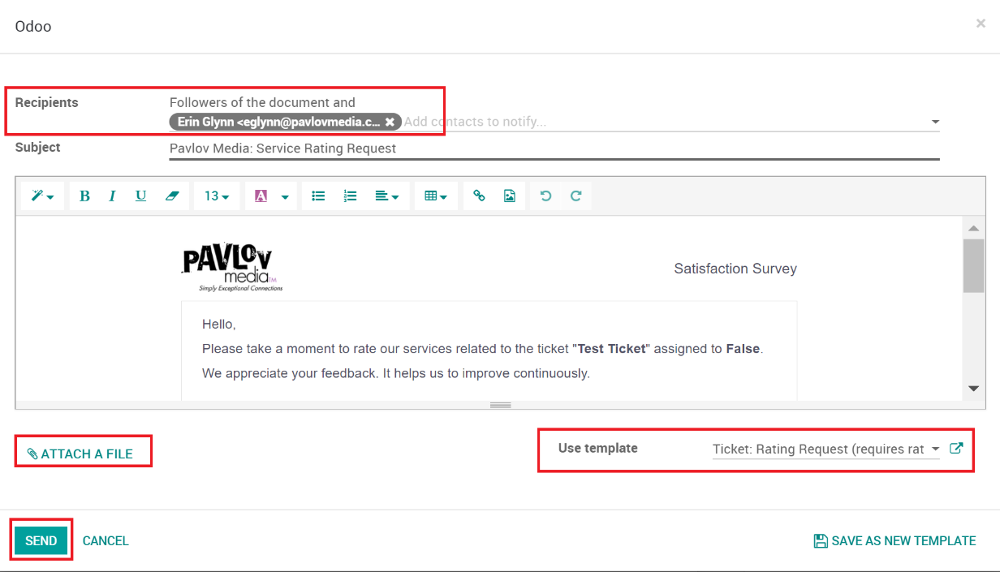 Odoo
×
Recipients
Followers of the document and
Erin Glynn <eglynn@pavlovmedia.c... ×
Add contacts to notify...
Subject
Pavlov Media: Service Rating Request
B I U 13 A
PAVLOV
media™
Simply Exceptional Connections
Satisfaction Survey
Hello,
Please take a moment to rate our services related to the ticket "Test Ticket" assigned to False.
We appreciate your feedback. It helps us to improve continuously.
ATTACH A FILE
Use template
Ticket: Rating Request (requires rat
SEND
CANCEL
SAVE AS NEW TEMPLATE